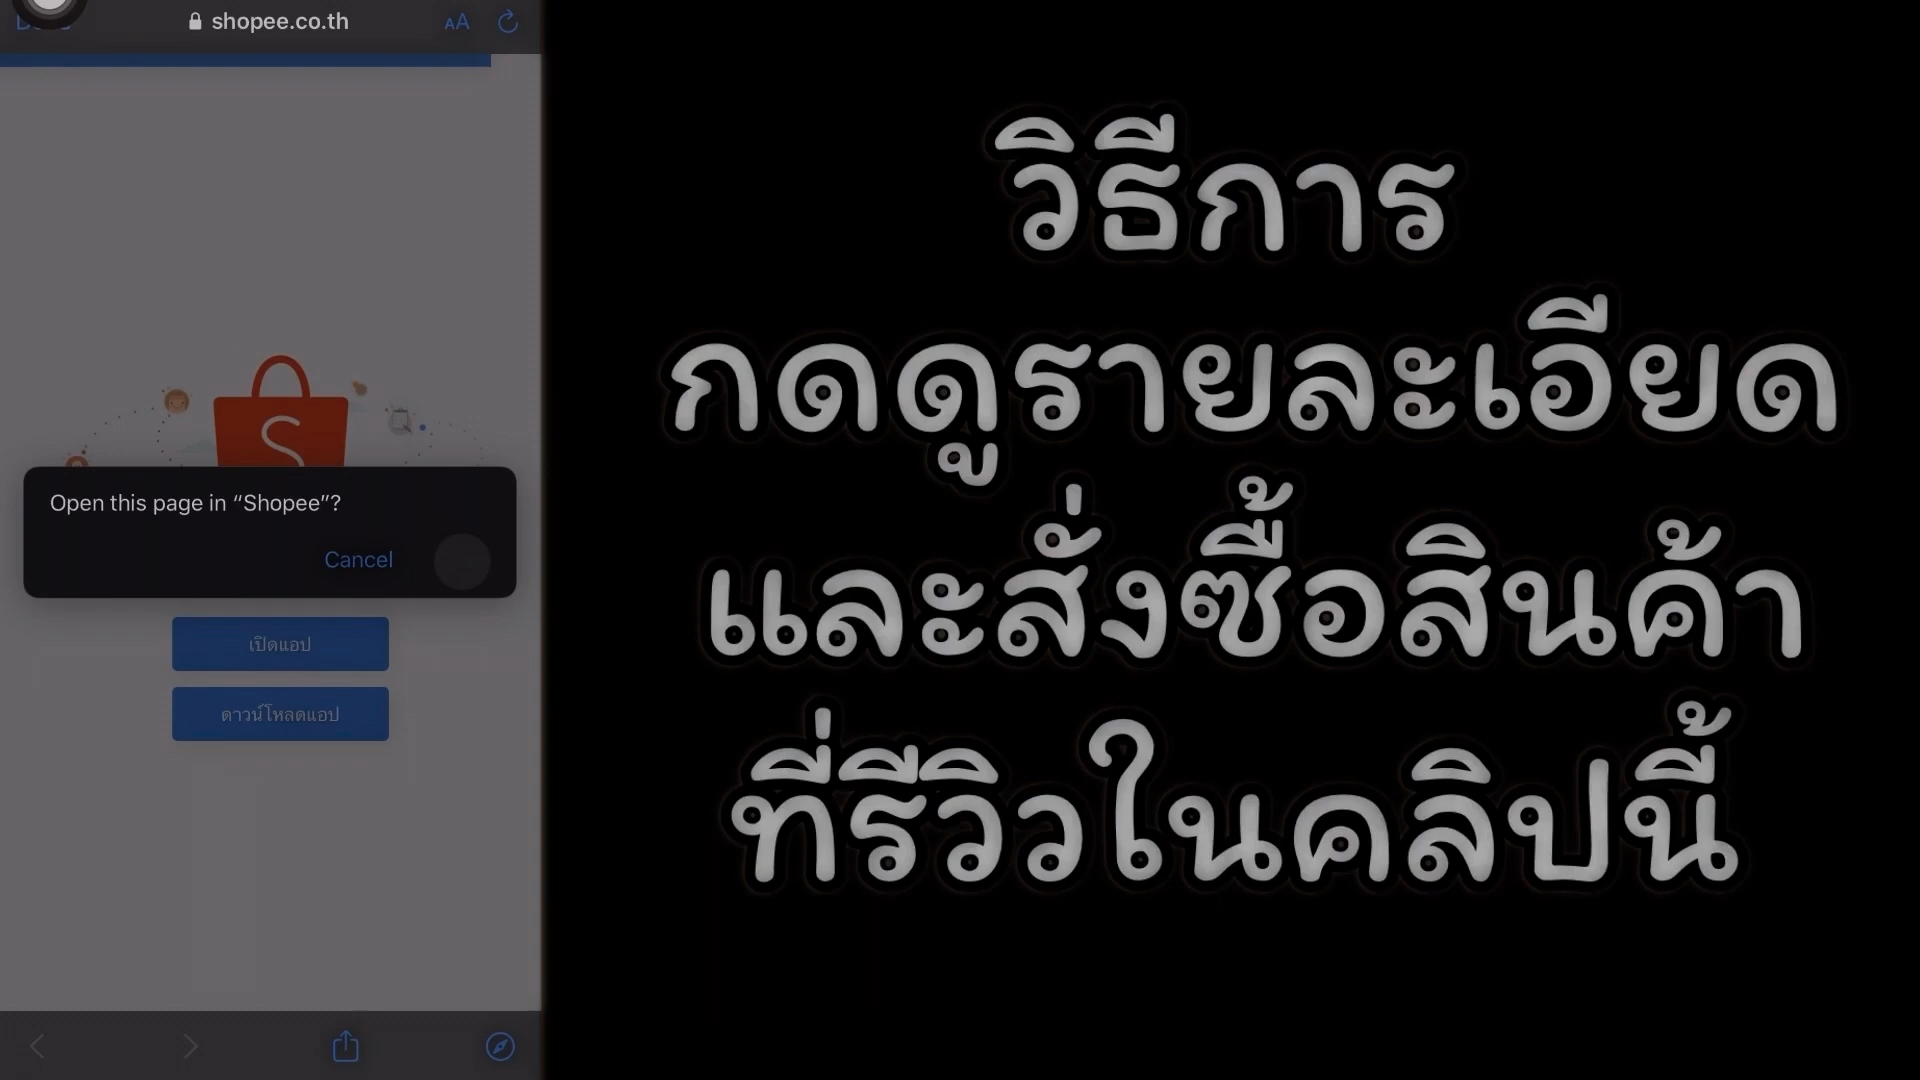 shopee.co.th
AA
S
Open this page in “Shopee”?
Cancel
เปิดแอป
ดาวน์โหลดแอป
วิธีการ
กดดูรายละเอียด
และสั่งซื้อสินค้า
ที่รีวิวในคลิปนี้